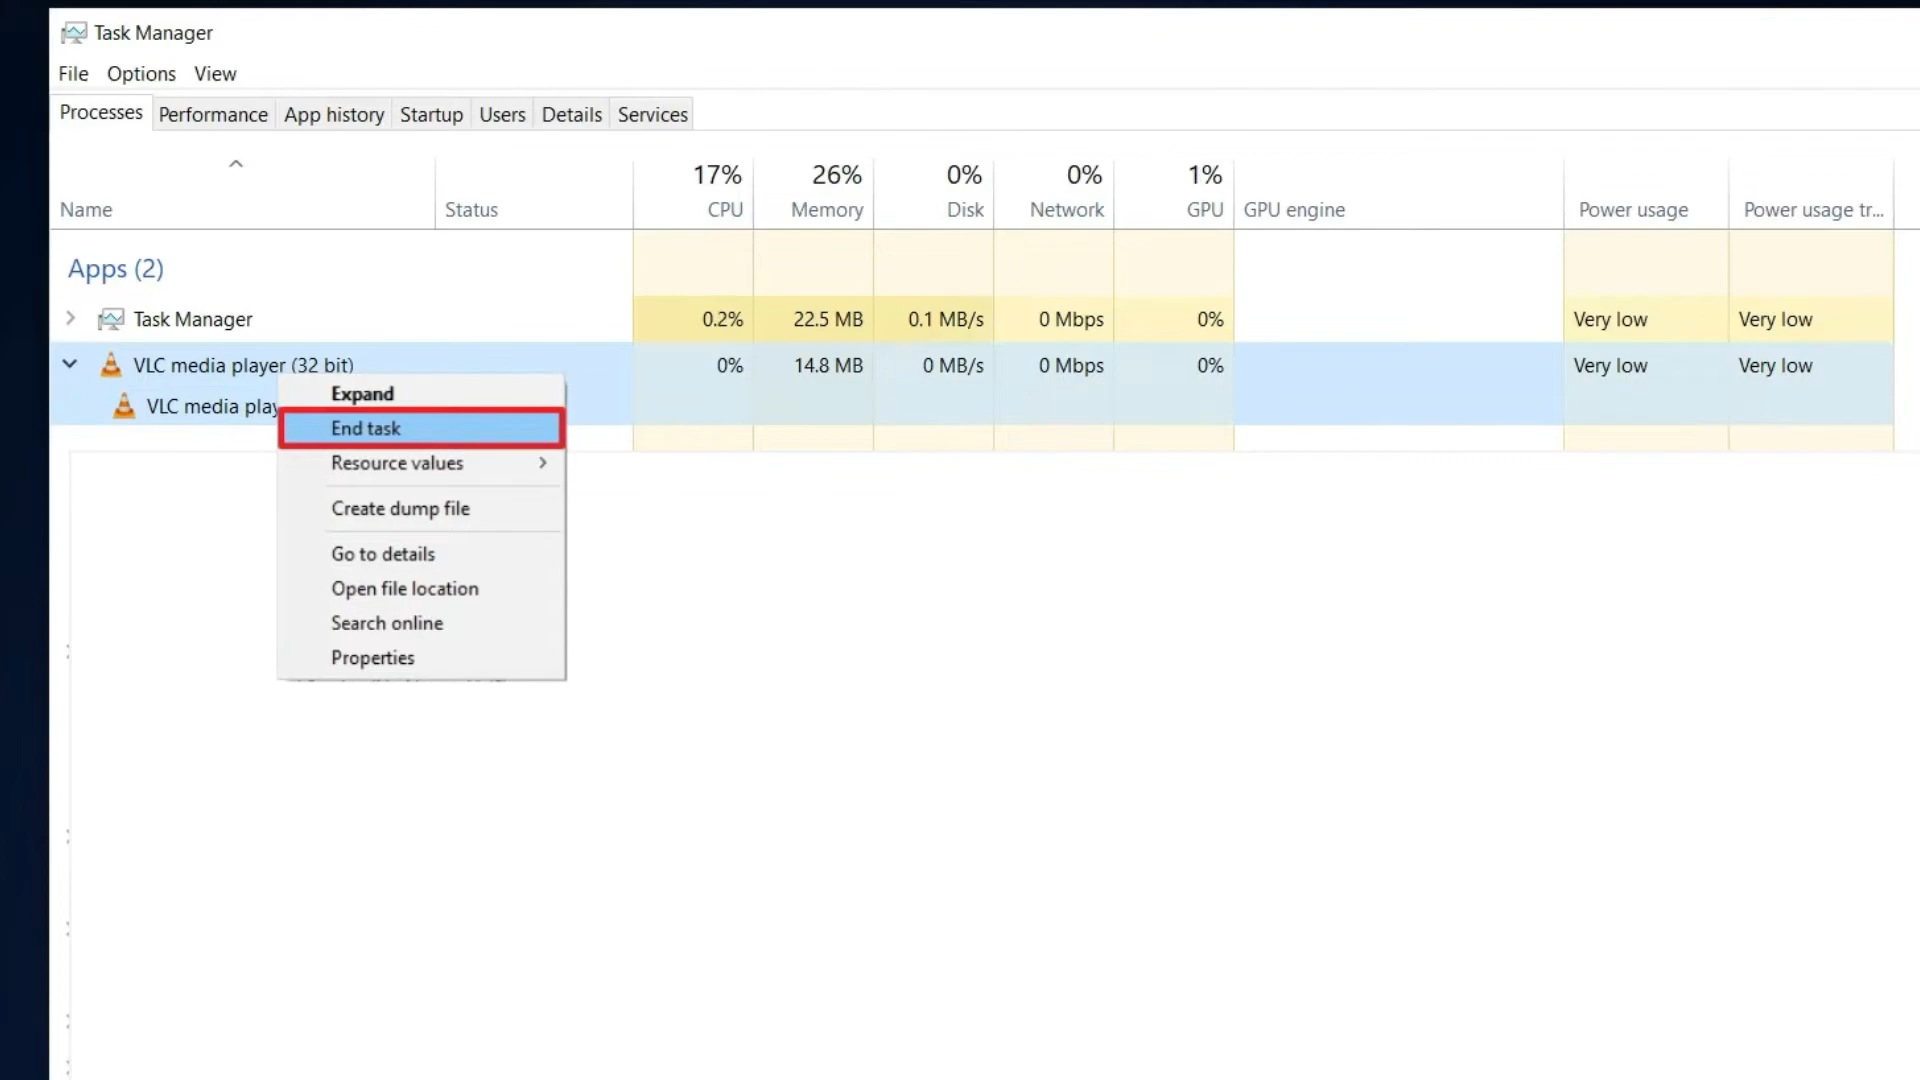 Task Manager
File Options View
Processes Performance App history Startup Users Details Services
17% 26% 0% 0% 1%
Name Status CPU Memory Disk Network GPU GPU engine Power usage Power usage tr...
Apps (2)
Task Manager 0.2% 22.5 MB 0.1 MB/s 0 Mbps 0% Very low Very low
VLC media player (32 bit) 0% 14.8 MB 0 MB/s 0 Mbps 0% Very low Very low
VLC media play
Expand
End task
Resource values
Create dump file
Go to details
Open file location
Search online
Properties